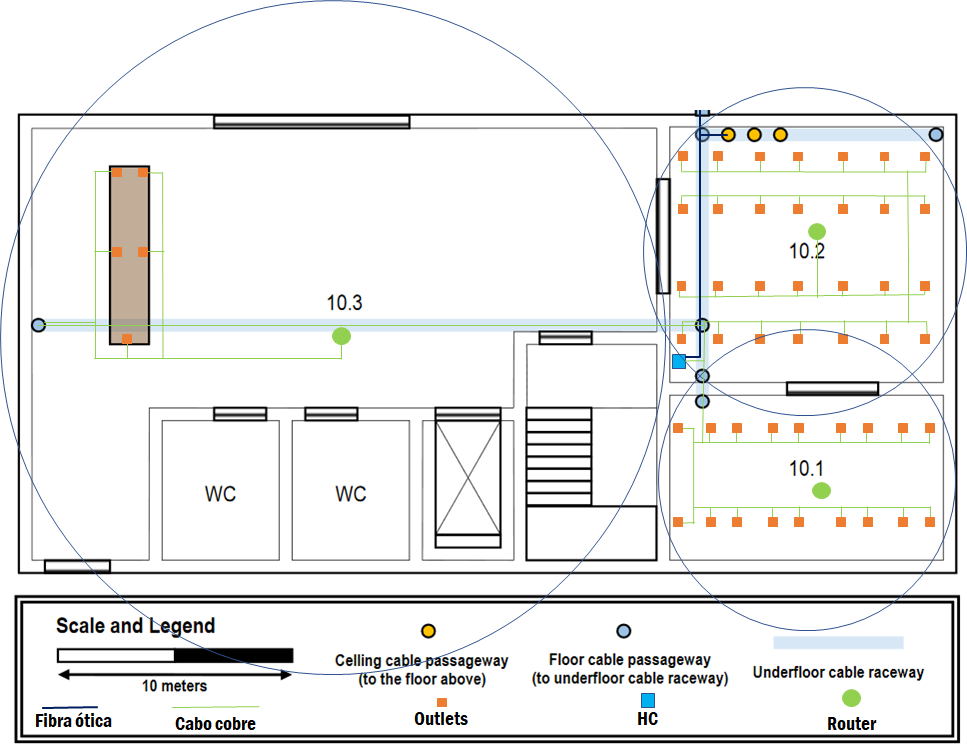 10.2
10.3
10.1
WC
WC
Scale and Legend
10 meters
Fibra ótica
Cabo cobre
Celling cable passageway
(to the floor above)
Outlets
Floor cable passageway
(to underfloor cable raceway)
HC
Underfloor cable raceway
Router